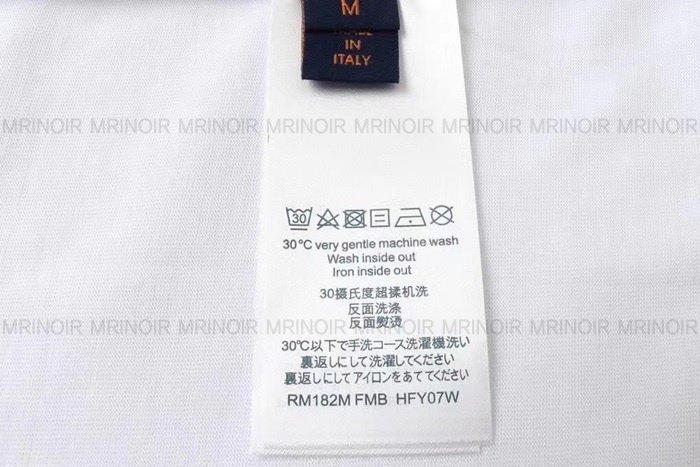 M
MADE
IN
ITALY
MRINOIR MRINOIR MRINOIR MRINOIR MRINOIR MRINOIR MRINOIR MRINOIR
30
30°C very gentle machine wash
Wash inside out
Iron inside out
30摄氏度超揉机洗
反面洗涤
反面熨烫
MRINOIR MRINOIR MRINOIR MRINOIR MRINOIR MRINOIR MRINOIR MRINOIR
30℃以下で手洗コース洗濯機洗い
裏返しにして洗濯してください
裏返しにしてアイロンをあててください
RM182M FMB HFY07W